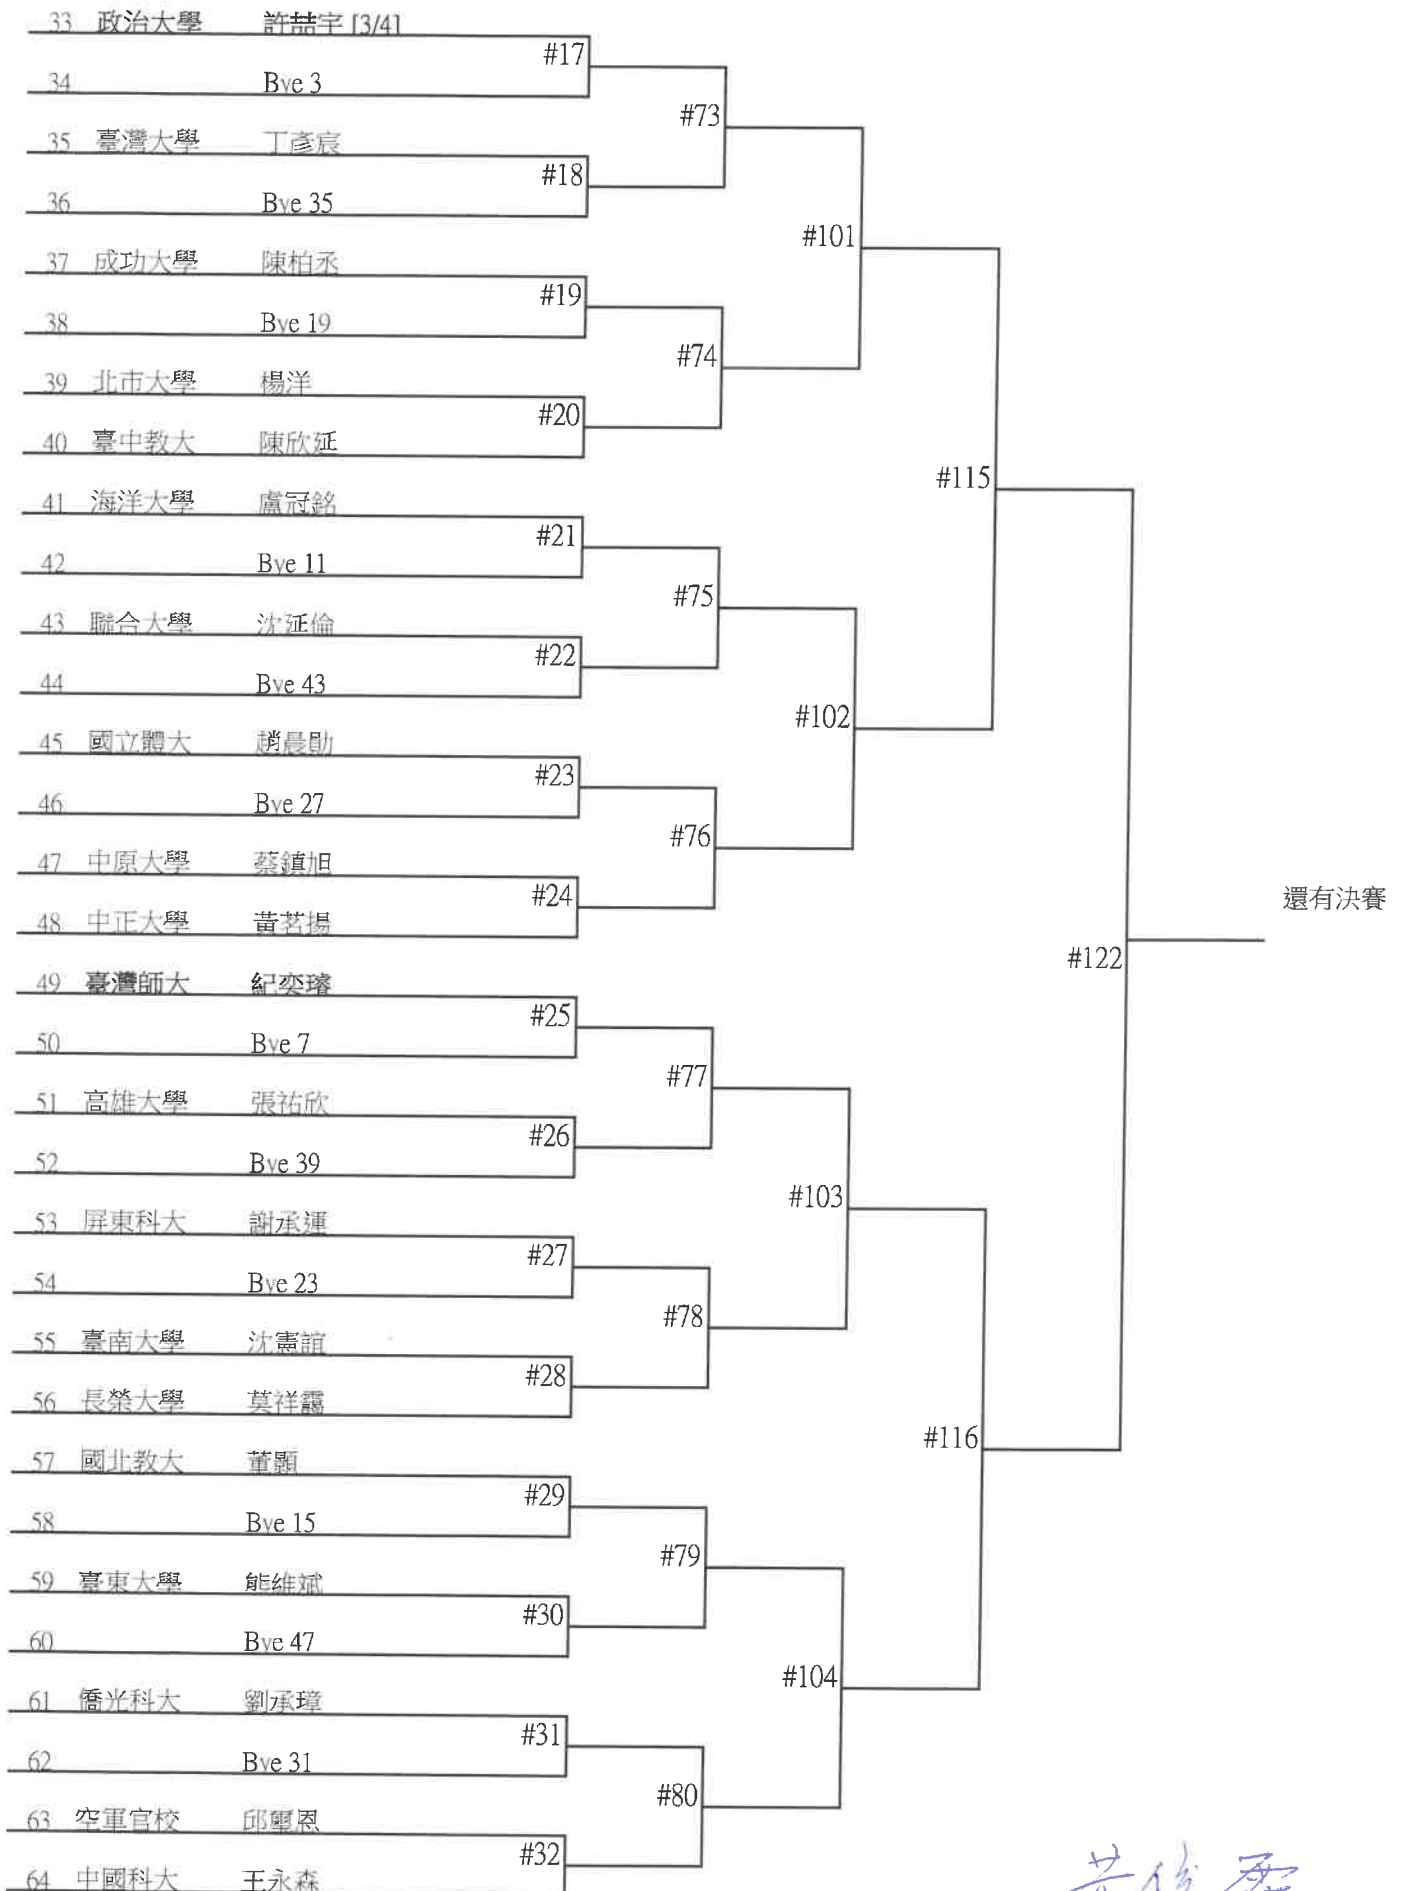 33 政治大學 許喆宇 [3/4]
#17
34 Bye 3
#73
35 臺灣大學 丁彥宸
#18
36 Bye 35
#101
37 成功大學 陳柏丞
#19
38 Bye 19
#74
39 北市大學 楊洋
#20
40 臺中教大 陳欣延
#115
41 海洋大學 盧冠銘
#21
42 Bye 11
#75
43 聯合大學 沈延倫
#22
44 Bye 43
#102
45 國立體大 趙晨勛
#23
46 Bye 27
#76
47 中原大學 蔡鎮旭
#24
48 中正大學 黃茗揚
還有決賽
#122
49 臺灣師大 紀奕璿
#25
50 Bye 7
#77
51 高雄大學 張祐欣
#26
52 Bye 39
#103
53 屏東科大 謝承運
#27
54 Bye 23
#78
55 臺南大學 沈憲誼
#28
56 長榮大學 莫祥靄
#116
57 國北教大 董顥
#29
58 Bye 15
#79
59 臺東大學 熊維斌
#30
60 Bye 47
#104
61 僑光科大 劉承璋
#31
62 Bye 31
#80
63 空軍官校 邱璽恩
#32
64 中國科大 王永森